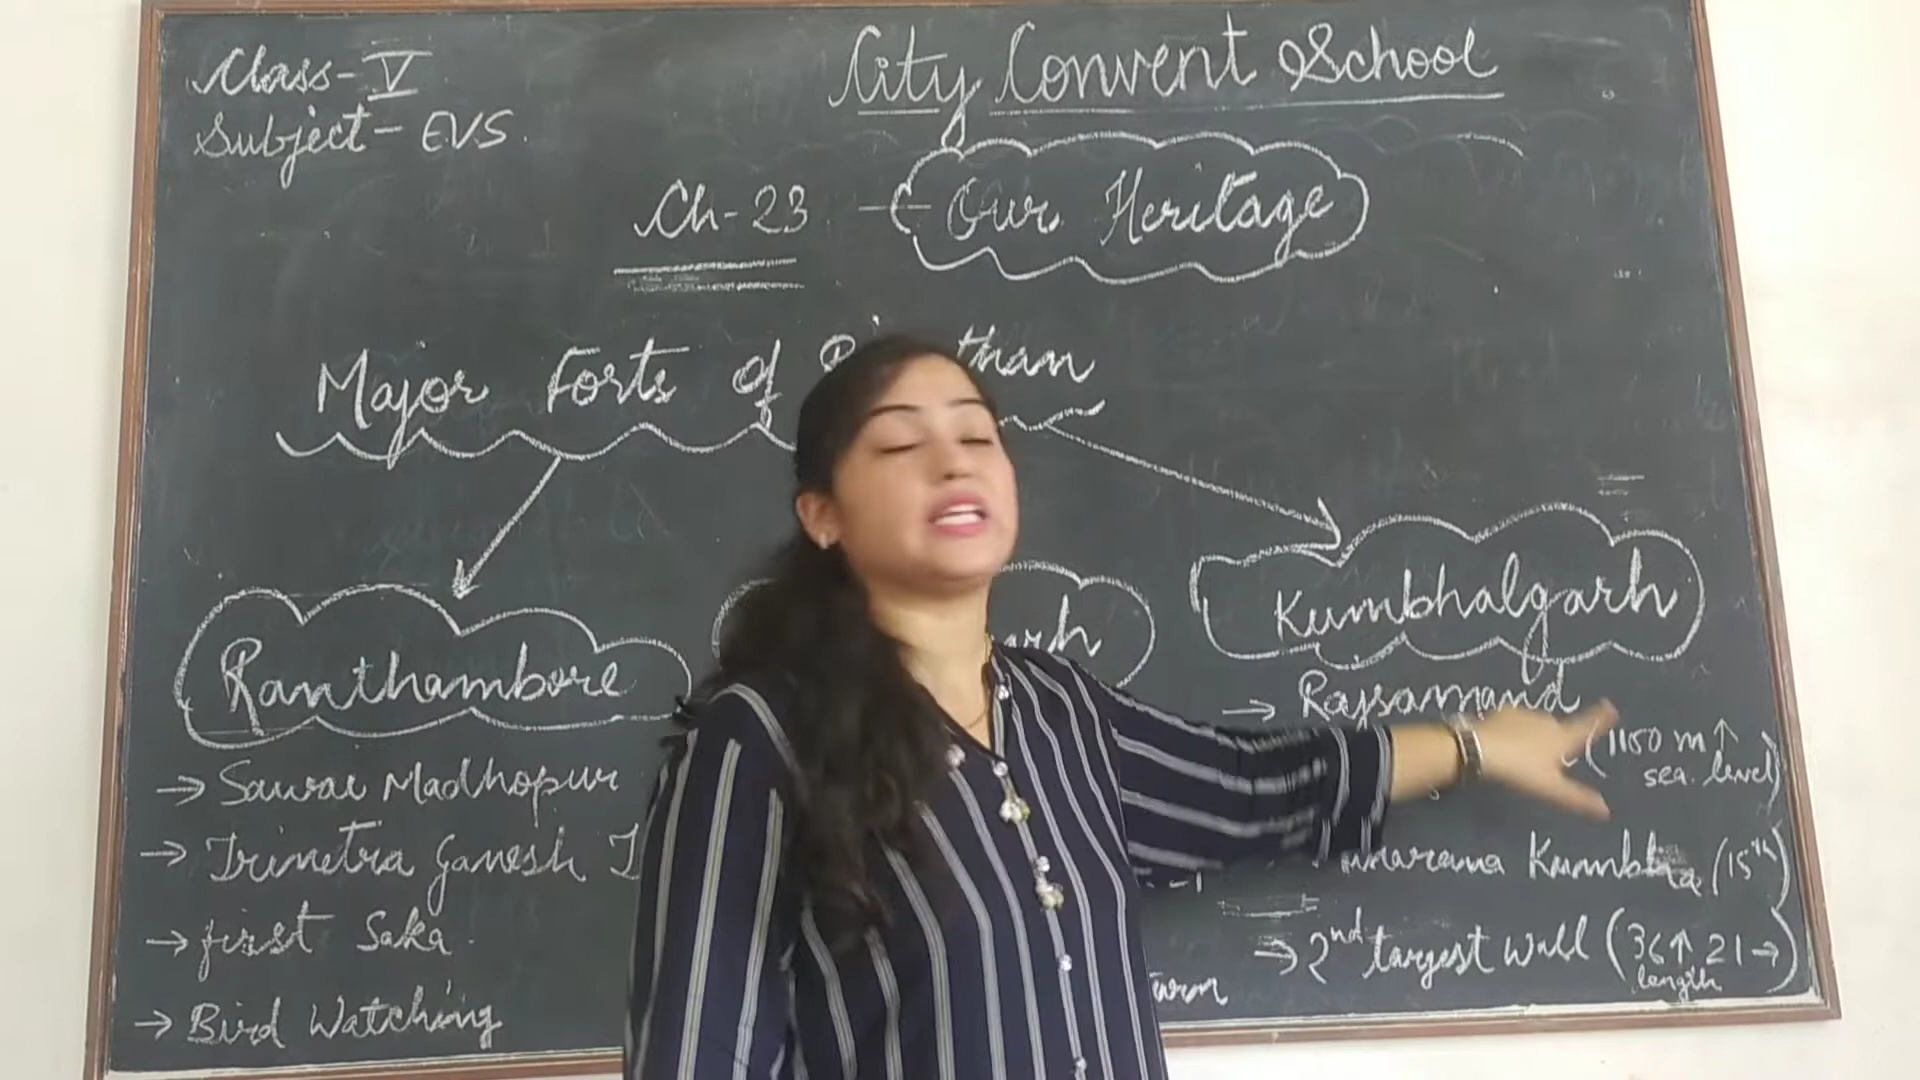 Class- V
Subject- EVS.
City Convent School
Ch- 23 — Our Heritage
Major Forts of
Ranthambore
Kumbhalgarh
→ Sawai Madhopur
→ Trinetra Ganesh
→ first Saka.
→ Bird Watching
→ Rajsamand
(1150 m ↑
sea. level)
Kumbha (15th)
→ 2nd largest wall (36↑ 21→)
length